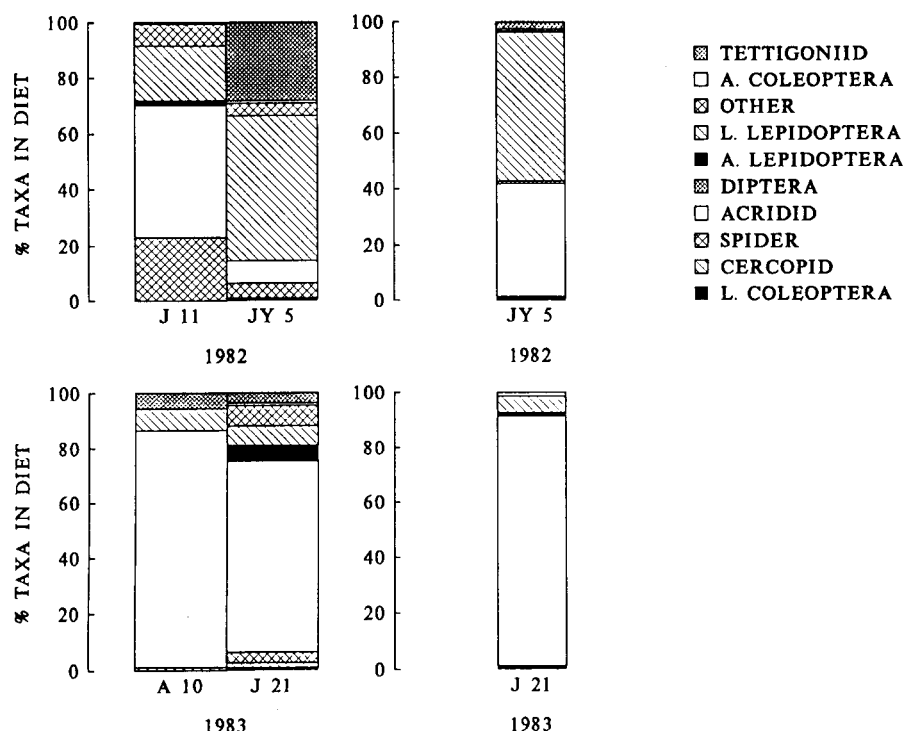 % TAXA IN DIET
100
80
60
40
20
0
J 11
JY 5
1982
100
80
60
40
20
0
JY 5
1982
TETTIGONIID
A. COLEOPTERA
OTHER
L. LEPIDOPTERA
A. LEPIDOPTERA
DIPTERA
ACRIDID
SPIDER
CERCOPID
L. COLEOPTERA
% TAXA IN DIET
100
80
60
40
20
0
A 10
J 21
1983
100
80
60
40
20
0
J 21
1983